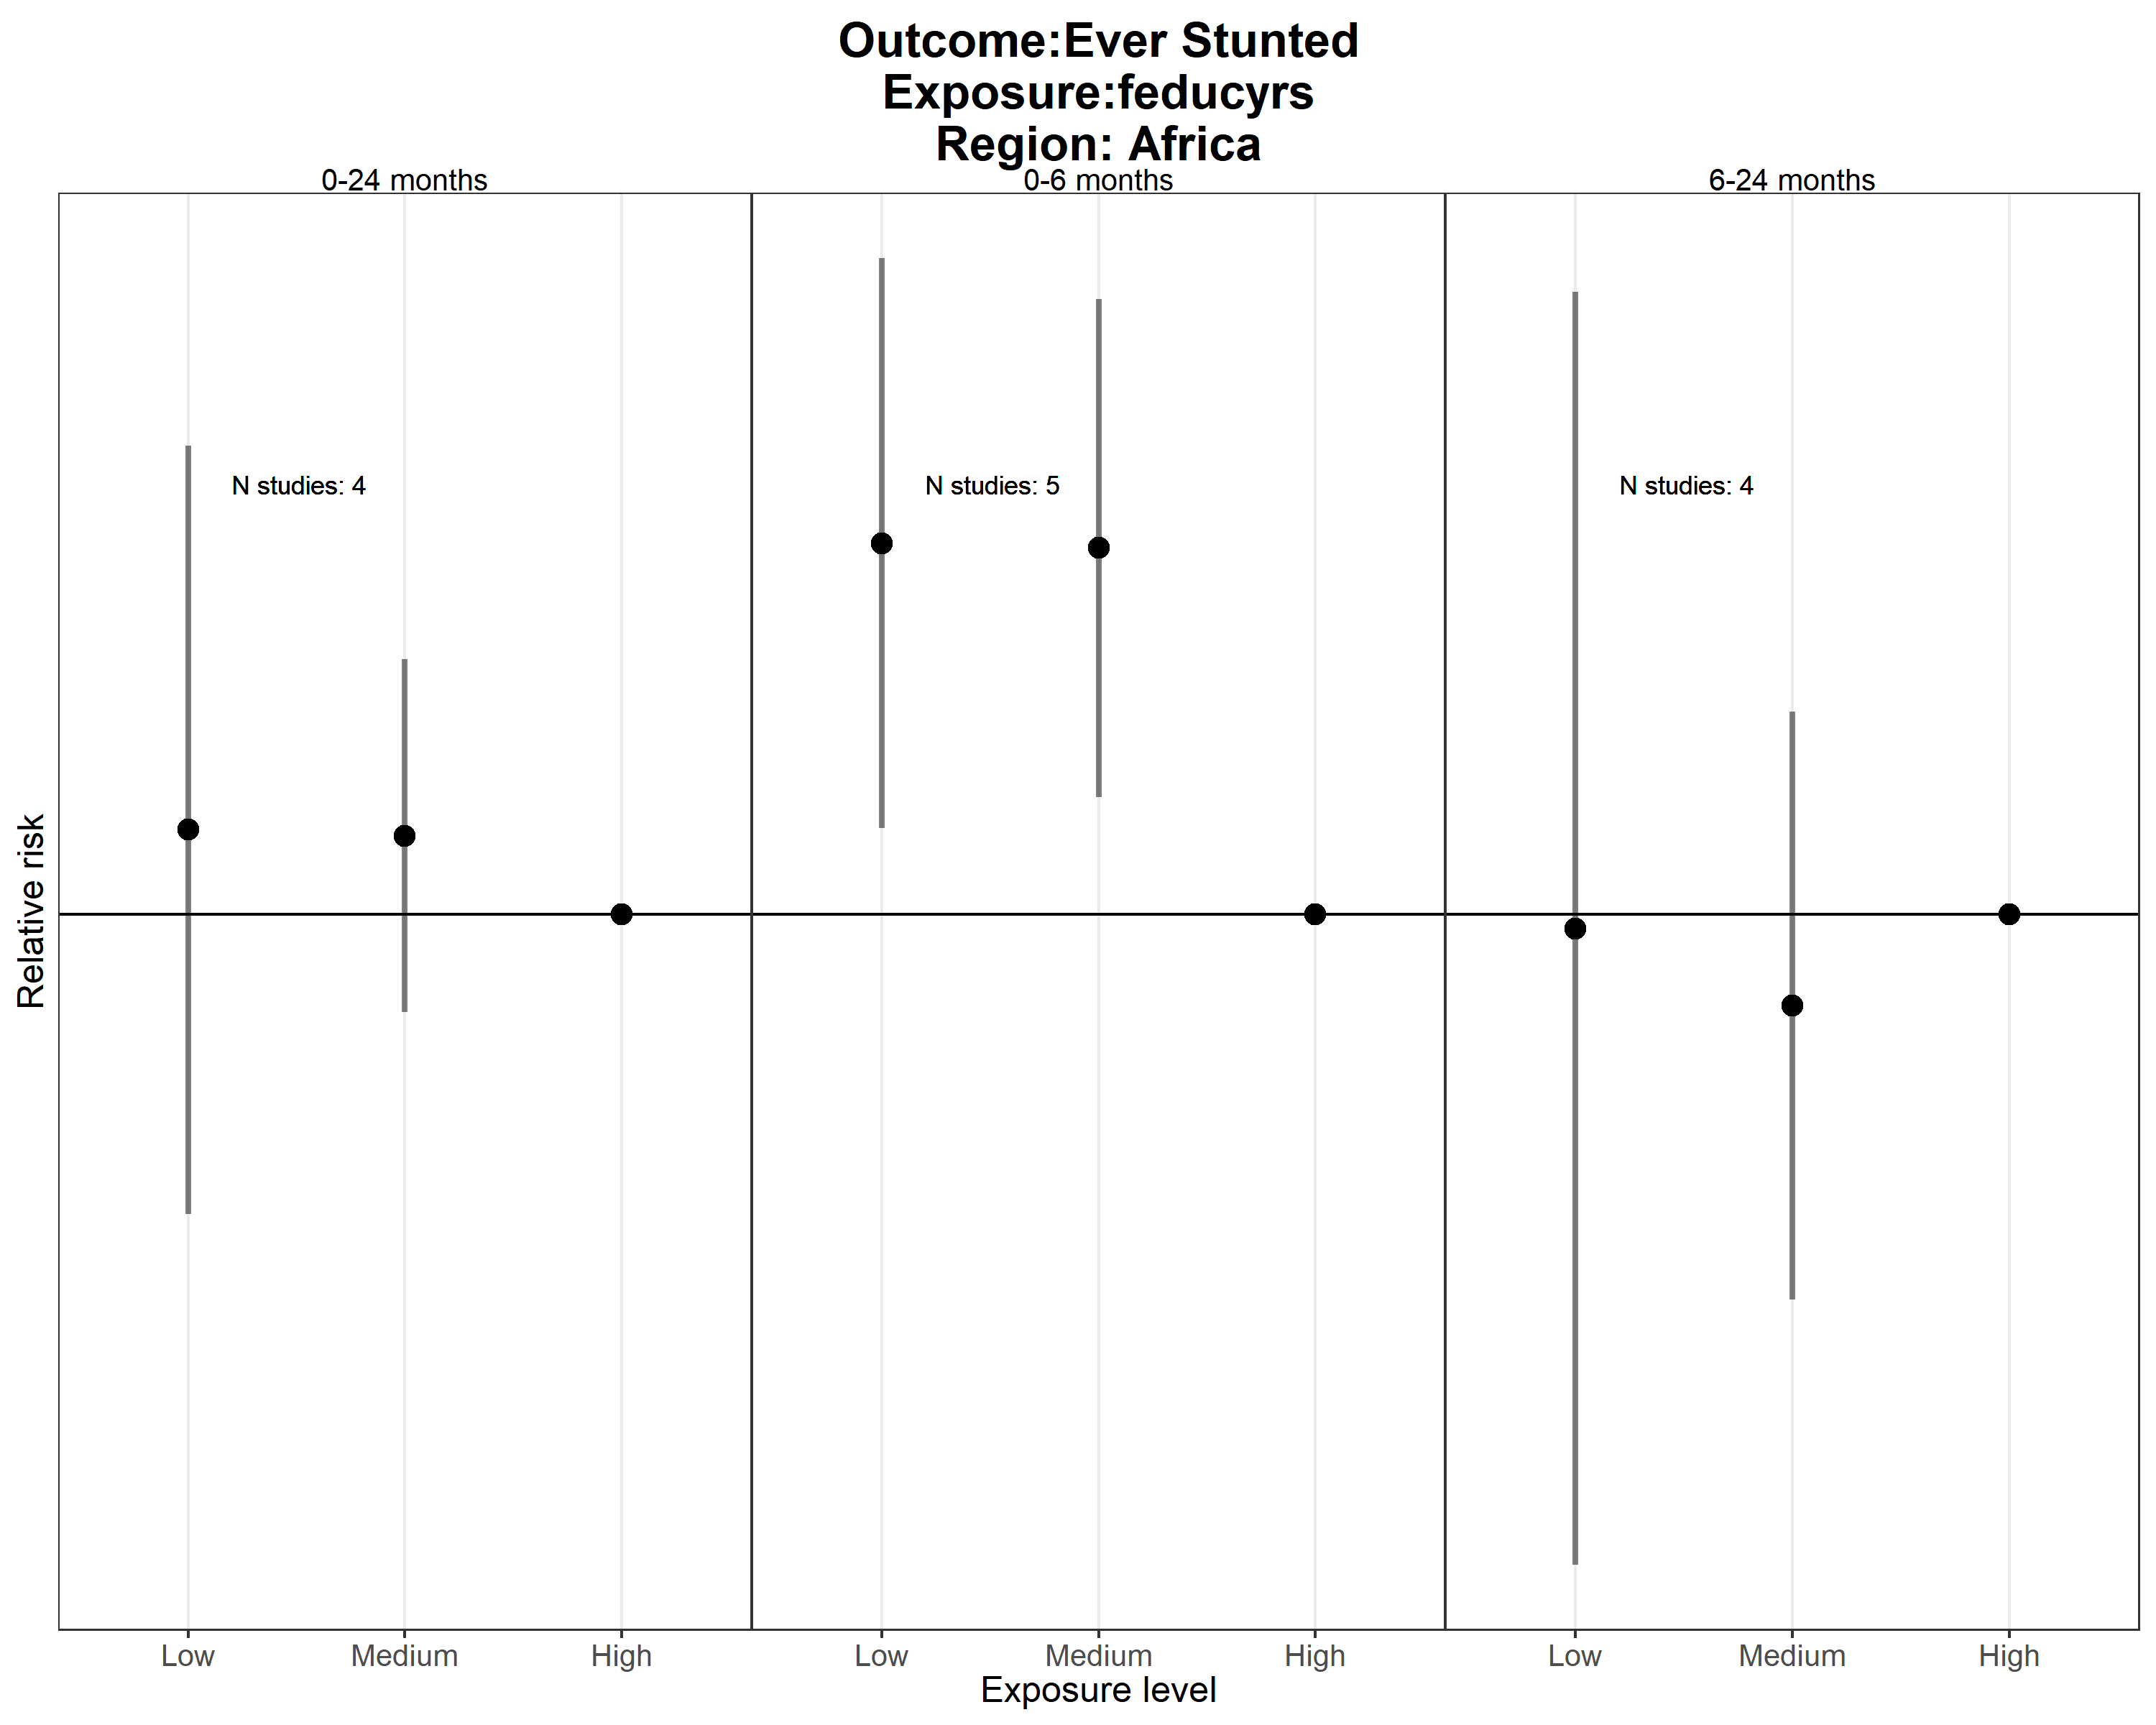 Outcome:Ever Stunted
Exposure:feducyrs
Region: Africa
0-24 months
0-6 months
6-24 months
N studies: 4
N studies: 5
N studies: 4
Relative risk
Low
Medium
High
Low
Medium
High
Low
Medium
High
Exposure level